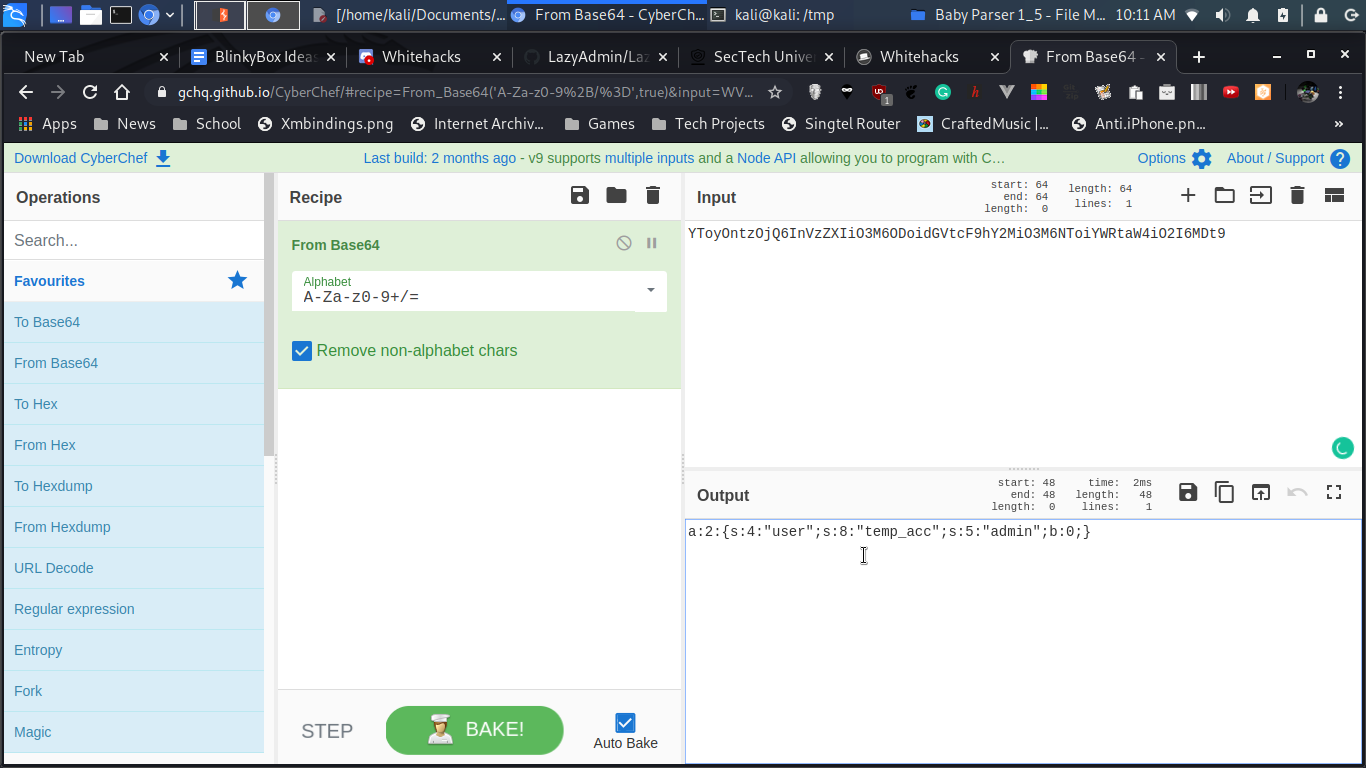 [/home/kali/Documents/... From Base64 - CyberCh... kali@kali: /tmp Baby Parser 1_5 - File M... 10:11 AM
New Tab BlinkyBox Ideas Whitehacks LazyAdmin/Laz SecTech Unive Whitehacks From Base64 -
gchq.github.io/CyberChef/#recipe=From_Base64('A-Za-z0-9%2B/%3D',true)&input=WV... 1
Apps News School Xmbindings.png Internet Archiv... Games Tech Projects Singtel Router CraftedMusic |... Anti.iPhone.pn... »
Download CyberChef Last build: 2 months ago - v9 supports multiple inputs and a Node API allowing you to program with C... Options About / Support
Operations
Search...
Favourites
To Base64
From Base64
To Hex
From Hex
To Hexdump
From Hexdump
URL Decode
Regular expression
Entropy
Fork
Magic
Recipe
From Base64
Alphabet
A-Za-z0-9+/=
Remove non-alphabet chars
STEP
BAKE!
Auto Bake
Input
start: 64
end: 64
length: 0
length: 64
lines: 1
YToyOntzOjQ6InVzZXIiO3M6ODoidGVtcF9hY2MiO3M6NToiYWRtaW4iO2I6MDt9
Output
start: 48
end: 48
length: 0
time: 2ms
length: 48
lines: 1
a:2:{s:4:"user";s:8:"temp_acc";s:5:"admin";b:0;}